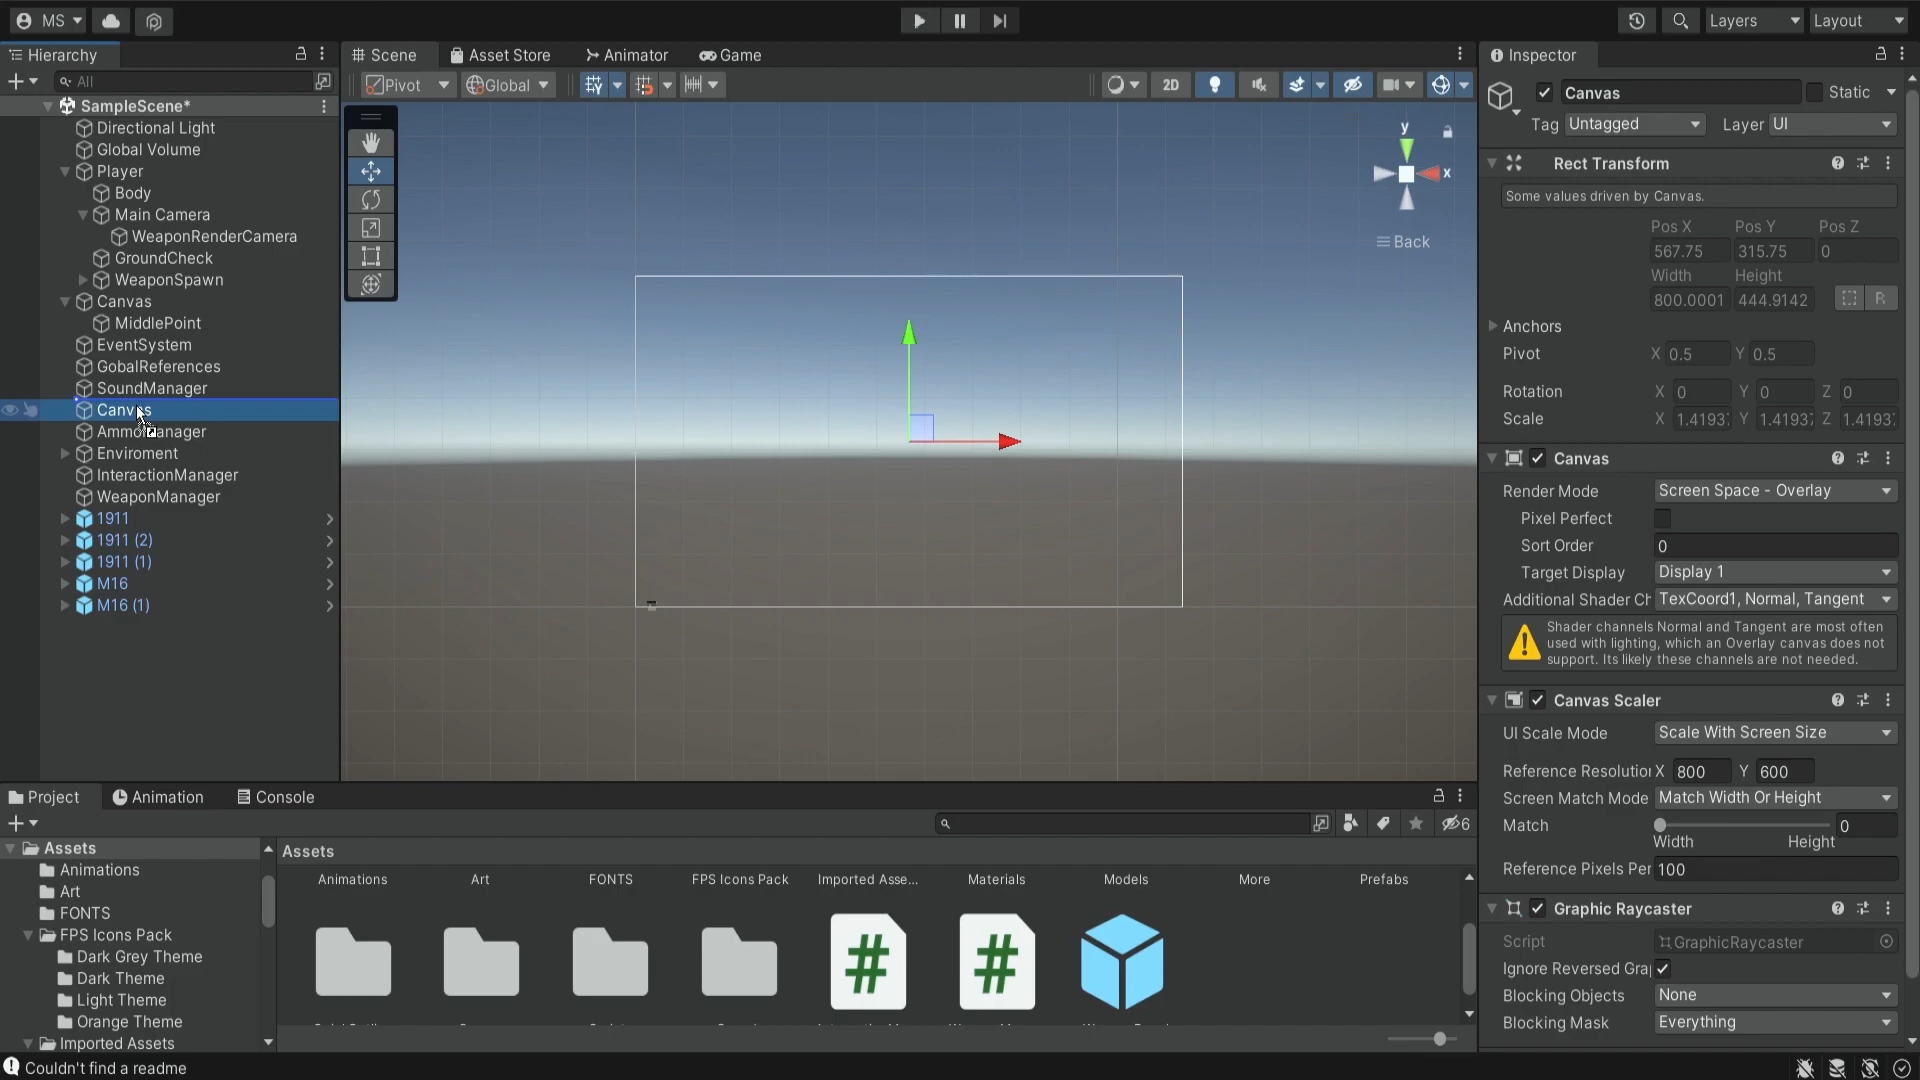 MS
Layers
Layout
Hierarchy
All
SampleScene*
Directional Light
Global Volume
Player
Body
Main Camera
WeaponRenderCamera
GroundCheck
WeaponSpawn
Canvas
MiddlePoint
EventSystem
GobalReferences
SoundManager
Canvas
Enviroment
InteractionManager
WeaponManager
1911
1911 (2)
1911 (1)
M16
M16 (1)
Scene
Asset Store
Animator
Game
Pivot
Global
2D
y
x
Back
Inspector
Canvas
Static
Tag Untagged
Layer UI
Rect Transform
Some values driven by Canvas.
Pos X Pos Y Pos Z
567.75 315.75 0
Width Height
800.0001 444.9142
R
Anchors
Pivot X 0.5 Y 0.5
Rotation X 0 Y 0 Z 0
Scale X 1.4193 Y 1.4193 Z 1.4193
Canvas
Render Mode Screen Space - Overlay
Pixel Perfect
Sort Order 0
Target Display Display 1
Additional Shader Ch TexCoord1, Normal, Tangent
Shader channels Normal and Tangent are most often
used with lighting, which an Overlay canvas does not
support. Its likely these channels are not needed.
Canvas Scaler
UI Scale Mode Scale With Screen Size
Reference Resolution X 800 Y 600
Screen Match Mode Match Width Or Height
Match 0
Width Height
Reference Pixels Per 100
Graphic Raycaster
Script GraphicRaycaster
Ignore Reversed Gra
Blocking Objects None
Blocking Mask Everything
Project
Animation
Console
6
Assets
Animations
Art
FONTS
FPS Icons Pack
Dark Grey Theme
Dark Theme
Light Theme
Orange Theme
Imported Assets
Assets
Animations Art FONTS FPS Icons Pack Imported Asse... Materials Models More Prefabs
Couldn't find a readme